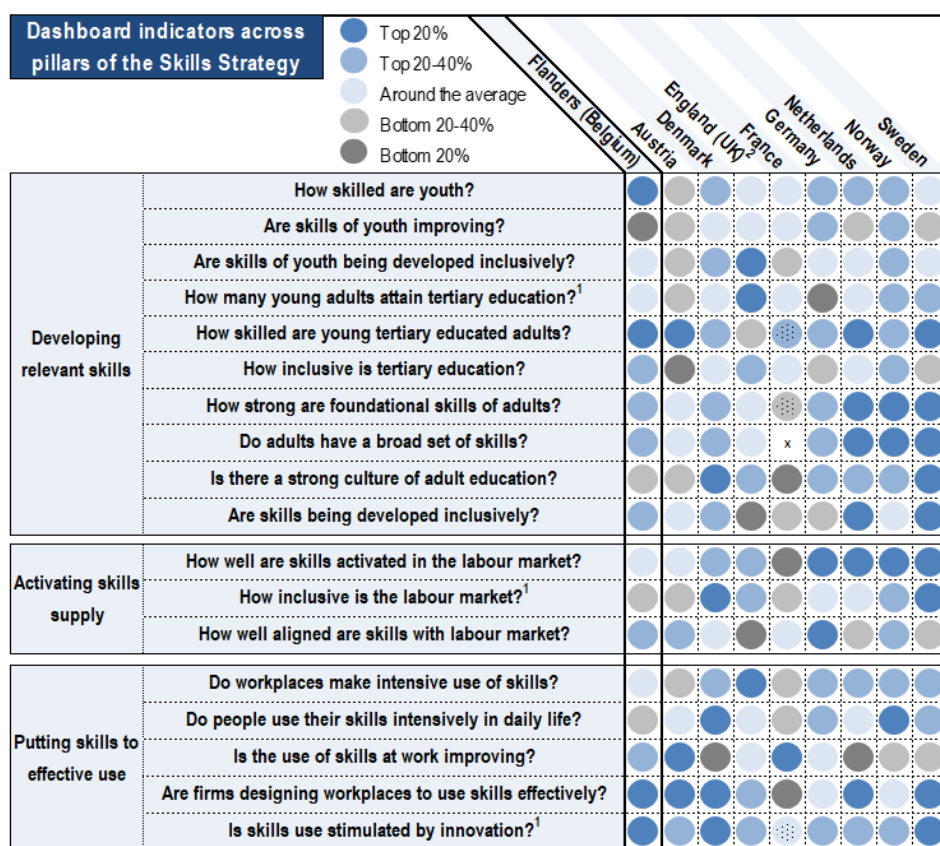 Dashboard indicators across
pillars of the Skills Strategy
Top 20%
Top 20-40%
Around the average
Bottom 20-40%
Bottom 20%
Flanders (Belgium)
Austria
Denmark
England (UK)2
France
Germany
Netherlands
Norway
Sweden
Developing
relevant skills
How skilled are youth?
Are skills of youth improving?
Are skills of youth being developed inclusively?
How many young adults attain tertiary education?1
How skilled are young tertiary educated adults?
How inclusive is tertiary education?
How strong are foundational skills of adults?
Do adults have a broad set of skills?
x
Is there a strong culture of adult education?
Are skills being developed inclusively?
Activating skills
supply
How well are skills activated in the labour market?
How inclusive is the labour market?1
How well aligned are skills with labour market?
Putting skills to
effective use
Do workplaces make intensive use of skills?
Do people use their skills intensively in daily life?
Is the use of skills at work improving?
Are firms designing workplaces to use skills effectively?
Is skills use stimulated by innovation?1